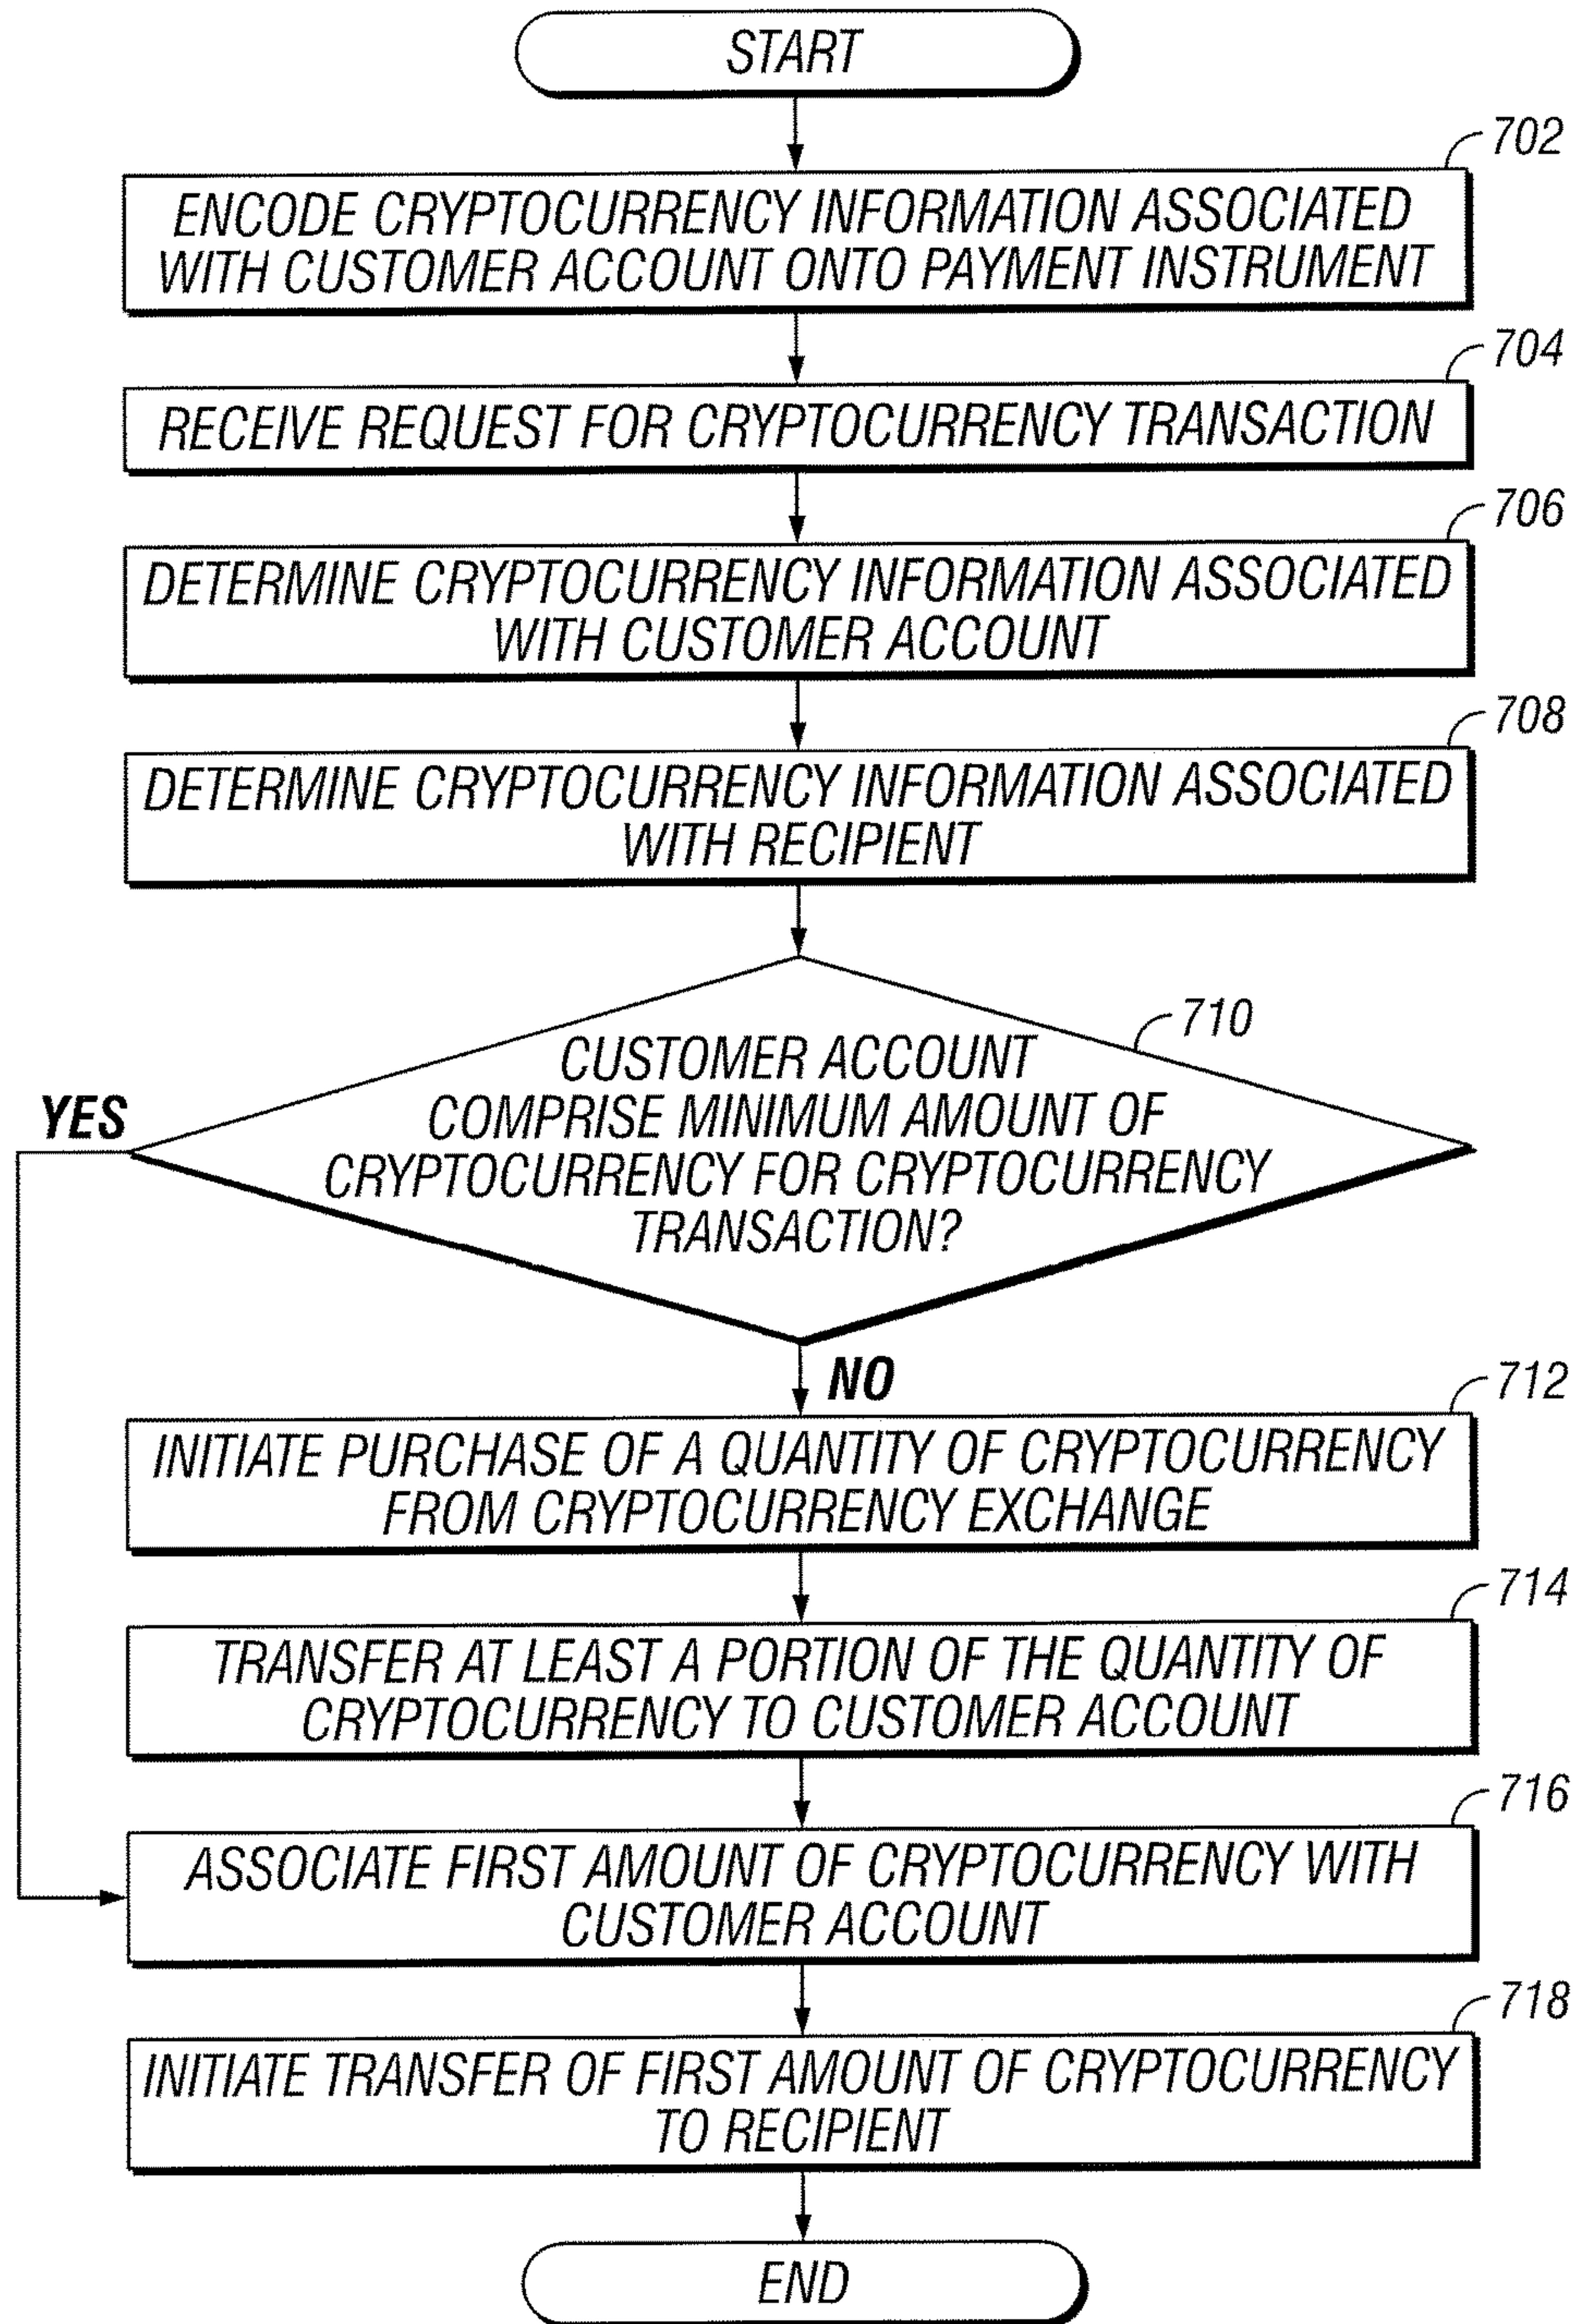 START
702
ENCODE CRYPTOCURRENCY INFORMATION ASSOCIATED
WITH CUSTOMER ACCOUNT ONTO PAYMENT INSTRUMENT
704
RECEIVE REQUEST FOR CRYPTOCURRENCY TRANSACTION
706
DETERMINE CRYPTOCURRENCY INFORMATION ASSOCIATED
WITH CUSTOMER ACCOUNT
708
DETERMINE CRYPTOCURRENCY INFORMATION ASSOCIATED
WITH RECIPIENT
710
CUSTOMER ACCOUNT
COMPRISE MINIMUM AMOUNT OF
CRYPTOCURRENCY FOR CRYPTOCURRENCY
TRANSACTION?
YES
NO
712
INITIATE PURCHASE OF A QUANTITY OF CRYPTOCURRENCY
FROM CRYPTOCURRENCY EXCHANGE
714
TRANSFER AT LEAST A PORTION OF THE QUANTITY OF
CRYPTOCURRENCY TO CUSTOMER ACCOUNT
716
ASSOCIATE FIRST AMOUNT OF CRYPTOCURRENCY WITH
CUSTOMER ACCOUNT
718
INITIATE TRANSFER OF FIRST AMOUNT OF CRYPTOCURRENCY
TO RECIPIENT
END